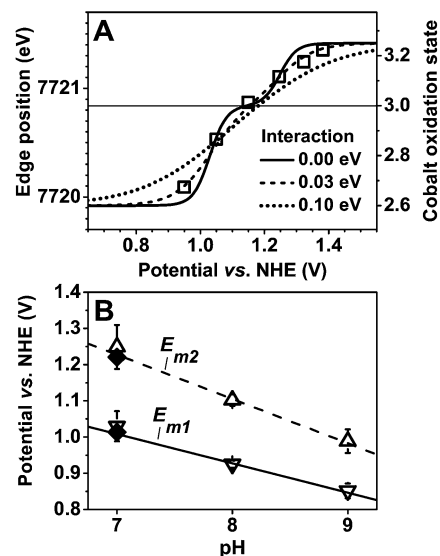 A
Edge position (eV)
7721
7720
3.2
3.0
2.8
2.6
Cobalt oxidation state
Interaction
0.00 eV
0.03 eV
0.10 eV
0.8 1.0 1.2 1.4
Potential vs. NHE (V)
B
Potential vs. NHE (V)
1.4
1.3
1.2
1.1
1.0
0.9
0.8
E m2
E m1
7 8 9
pH